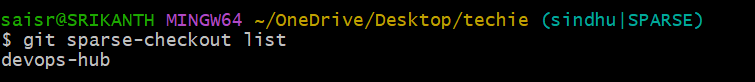 saisr@SRIKANTH MINGW64 ~/OneDrive/Desktop/techie (sindhu|SPARSE)
$ git sparse-checkout list
devops-hub